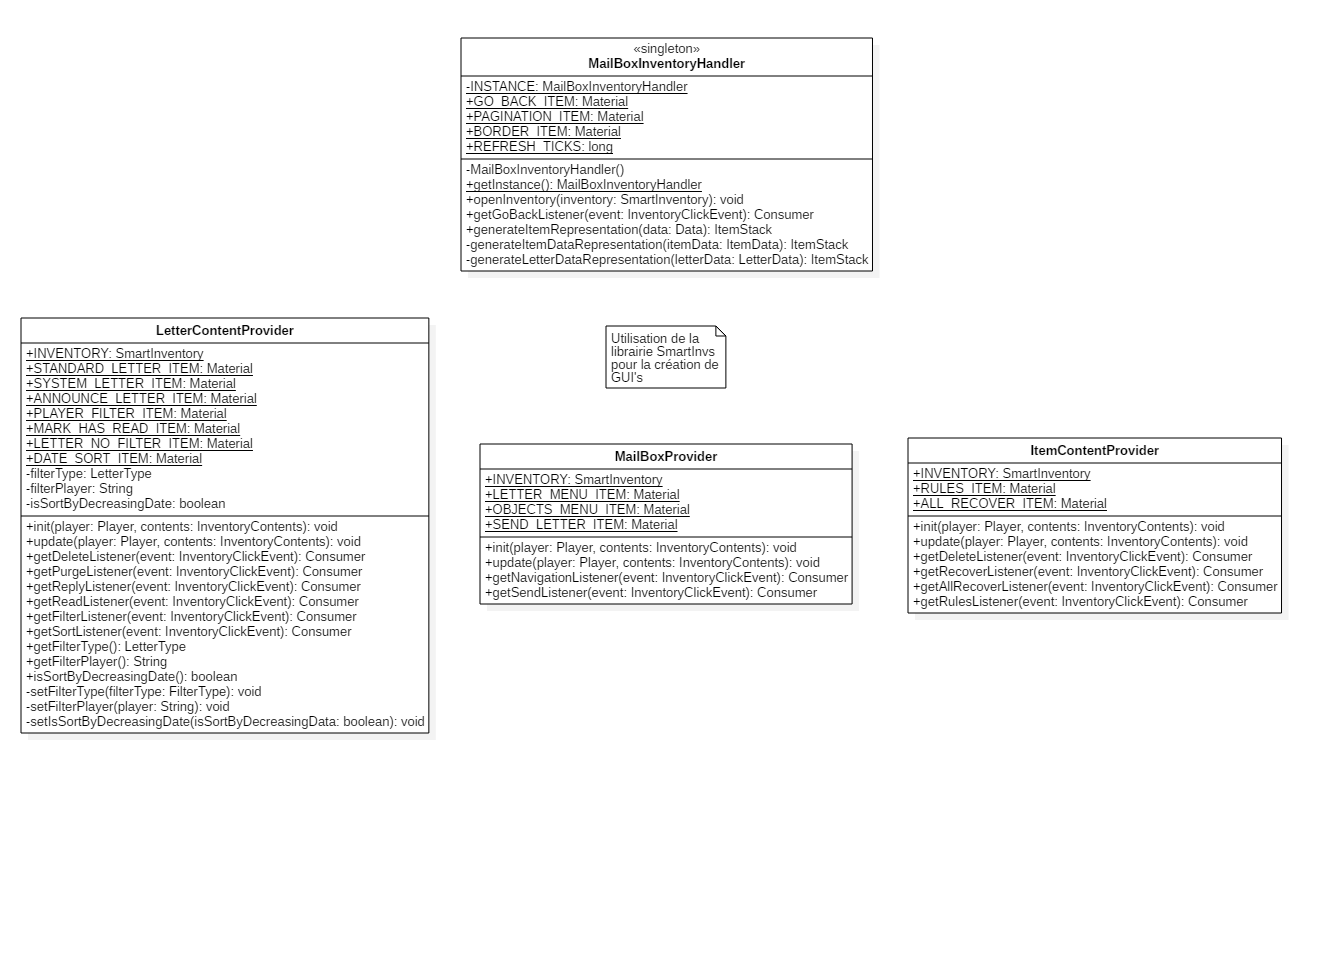 «singleton»
MailBoxInventoryHandler
-INSTANCE: MailBoxInventoryHandler
+GO_BACK_ITEM: Material
+PAGINATION_ITEM: Material
+BORDER_ITEM: Material
+REFRESH_TICKS: long
-MailBoxInventoryHandler()
+getInstance(): MailBoxInventoryHandler
+openInventory(inventory: SmartInventory): void
+getGoBackListener(event: InventoryClickEvent): Consumer
+generateItemRepresentation(data: Data): ItemStack
-generateItemDataRepresentation(itemData: ItemData): ItemStack
-generateLetterDataRepresentation(letterData: LetterData): ItemStack
LetterContentProvider
+INVENTORY: SmartInventory
+STANDARD_LETTER_ITEM: Material
+SYSTEM_LETTER_ITEM: Material
+ANNOUNCE_LETTER_ITEM: Material
+PLAYER_FILTER_ITEM: Material
+MARK_HAS_READ_ITEM: Material
+LETTER_NO_FILTER_ITEM: Material
+DATE_SORT_ITEM: Material
-filterType: LetterType
-filterPlayer: String
-isSortByDecreasingDate: boolean
+init(player: Player, contents: InventoryContents): void
+update(player: Player, contents: InventoryContents): void
+getDeleteListener(event: InventoryClickEvent): Consumer
+getPurgeListener(event: InventoryClickEvent): Consumer
+getReplyListener(event: InventoryClickEvent): Consumer
+getReadListener(event: InventoryClickEvent): Consumer
+getFilterListener(event: InventoryClickEvent): Consumer
+getSortListener(event: InventoryClickEvent): Consumer
+getFilterType(): LetterType
+getFilterPlayer(): String
+isSortByDecreasingDate(): boolean
-setFilterType(filterType: FilterType): void
-setFilterPlayer(player: String): void
-setIsSortByDecreasingDate(isSortByDecreasingData: boolean): void
Utilisation de la
librairie SmartInvs
pour la création de
GUI's
MailBoxProvider
+INVENTORY: SmartInventory
+LETTER_MENU_ITEM: Material
+OBJECTS_MENU_ITEM: Material
+SEND_LETTER_ITEM: Material
+init(player: Player, contents: InventoryContents): void
+update(player: Player, contents: InventoryContents): void
+getNavigationListener(event: InventoryClickEvent): Consumer
+getSendListener(event: InventoryClickEvent): Consumer
ItemContentProvider
+INVENTORY: SmartInventory
+RULES_ITEM: Material
+ALL_RECOVER_ITEM: Material
+init(player: Player, contents: InventoryContents): void
+update(player: Player, contents: InventoryContents): void
+getDeleteListener(event: InventoryClickEvent): Consumer
+getRecoverListener(event: InventoryClickEvent): Consumer
+getAllRecoverListener(event: InventoryClickEvent): Consumer
+getRulesListener(event: InventoryClickEvent): Consumer